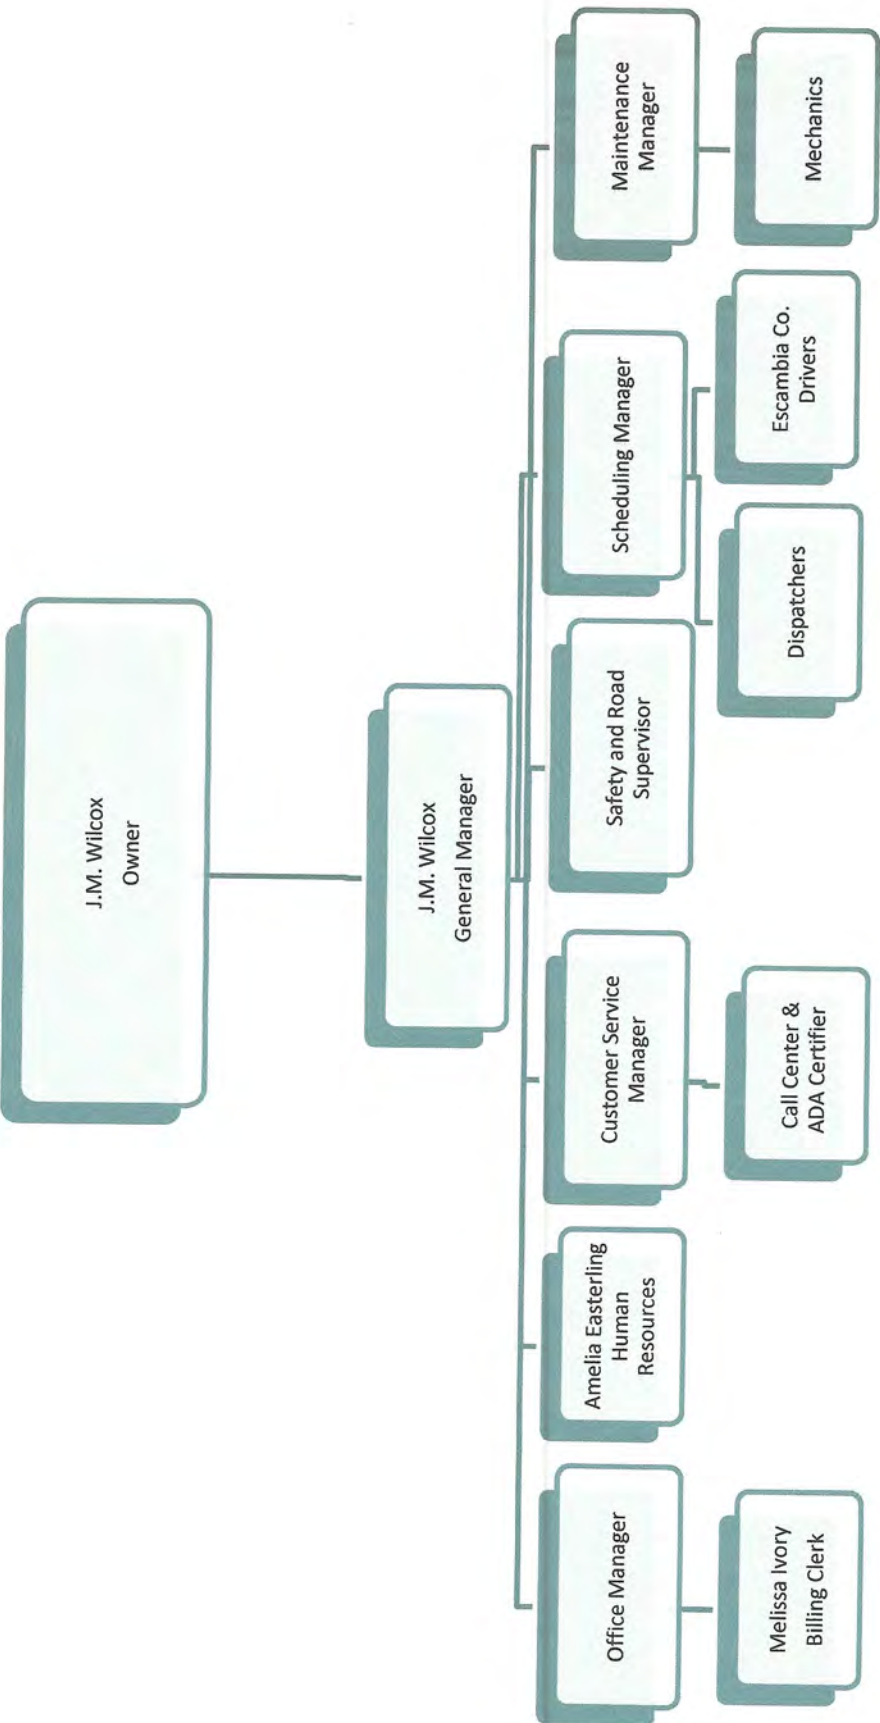 J.M. Wilcox
Owner
J.M. Wilcox
General Manager
Office Manager
Amelia Easterling
Human
Resources
Customer Service
Manager
Safety and Road
Supervisor
Scheduling Manager
Maintenance
Manager
Melissa Ivory
Billing Clerk
Call Center &
ADA Certifier
Dispatchers
Escambia Co.
Drivers
Mechanics